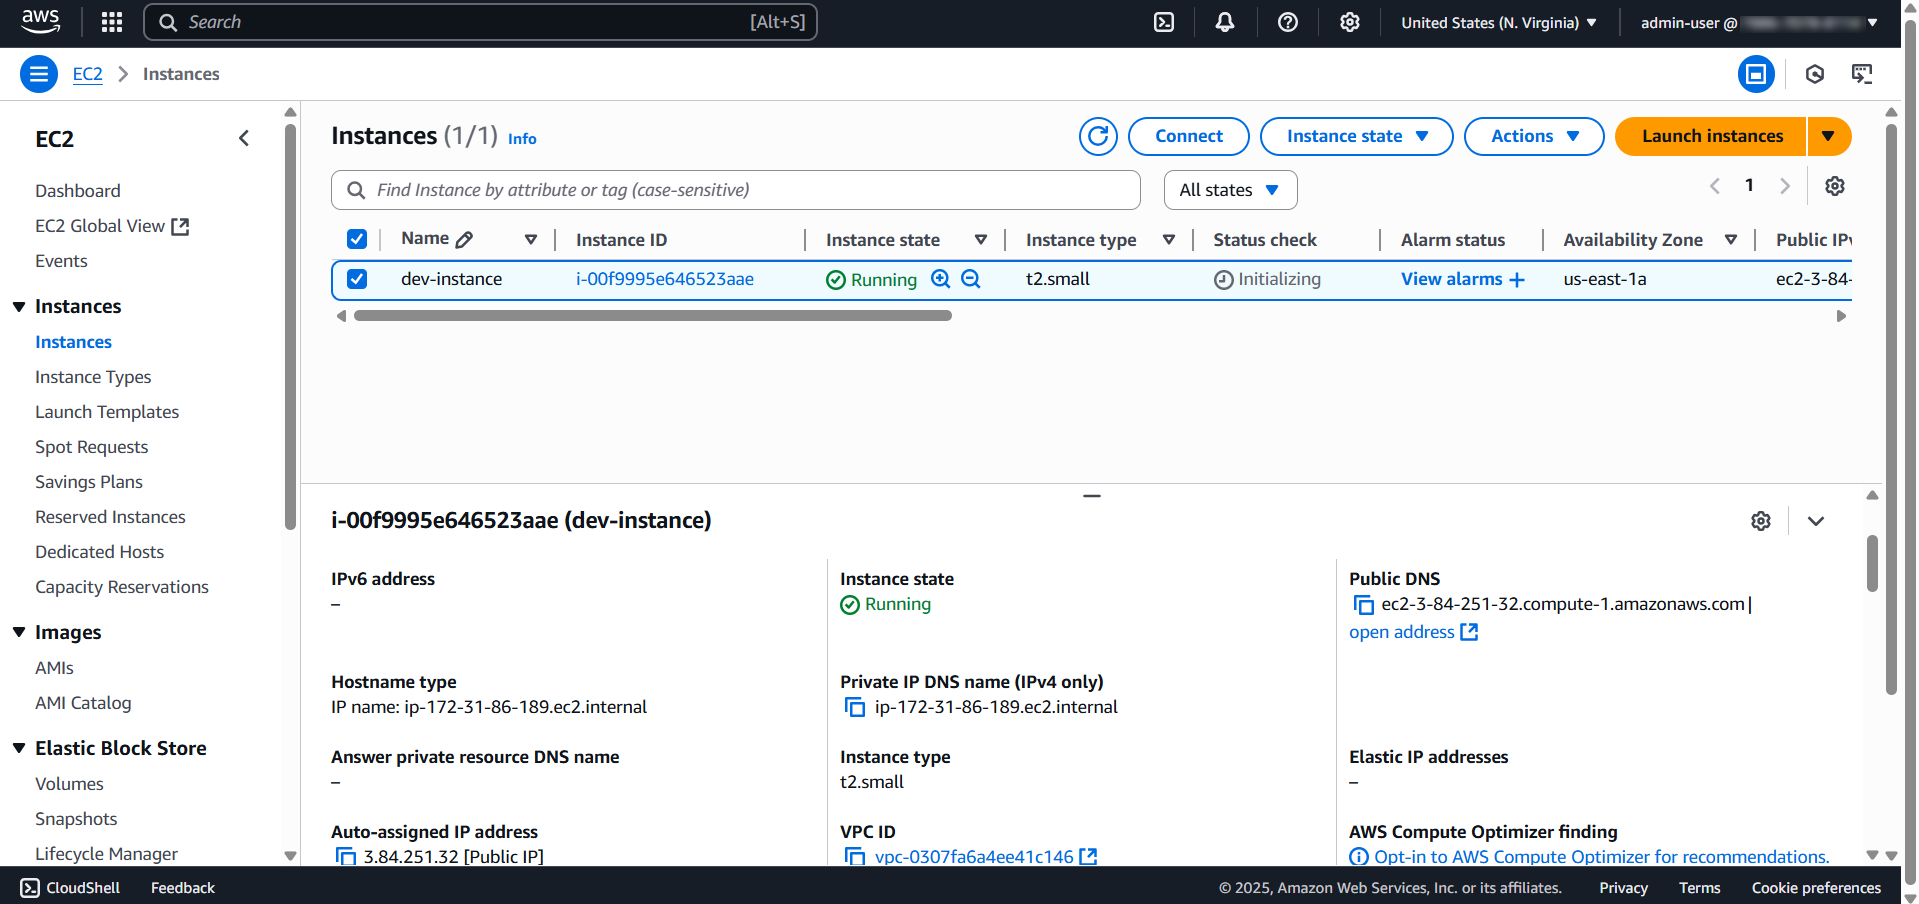 aws
Search [Alt+S]
United States (N. Virginia)
admin-user @
EC2 Instances
EC2
Dashboard
EC2 Global View
Events
Instances
Instances
Instance Types
Launch Templates
Spot Requests
Savings Plans
Reserved Instances
Dedicated Hosts
Capacity Reservations
Images
AMIs
AMI Catalog
Elastic Block Store
Volumes
Snapshots
Lifecycle Manager
Instances (1/1) Info
Connect
Instance state
Actions
Launch instances
Find Instance by attribute or tag (case-sensitive)
All states
1
Name Instance ID Instance state Instance type Status check Alarm status Availability Zone Public IPv
dev-instance i-00f9995e646523aae Running t2.small Initializing View alarms + us-east-1a ec2-3-84-
i-00f9995e646523aae (dev-instance)
IPv6 address
–
Instance state
Running
Public DNS
ec2-3-84-251-32.compute-1.amazonaws.com |
open address
Hostname type
IP name: ip-172-31-86-189.ec2.internal
Private IP DNS name (IPv4 only)
ip-172-31-86-189.ec2.internal
Answer private resource DNS name
–
Instance type
t2.small
Elastic IP addresses
–
Auto-assigned IP address
3.84.251.32 [Public IP]
VPC ID
vpc-0307fa6a4ee41c146
AWS Compute Optimizer finding
Opt-in to AWS Compute Optimizer for recommendations.
CloudShell Feedback
© 2025, Amazon Web Services, Inc. or its affiliates. Privacy Terms Cookie preferences